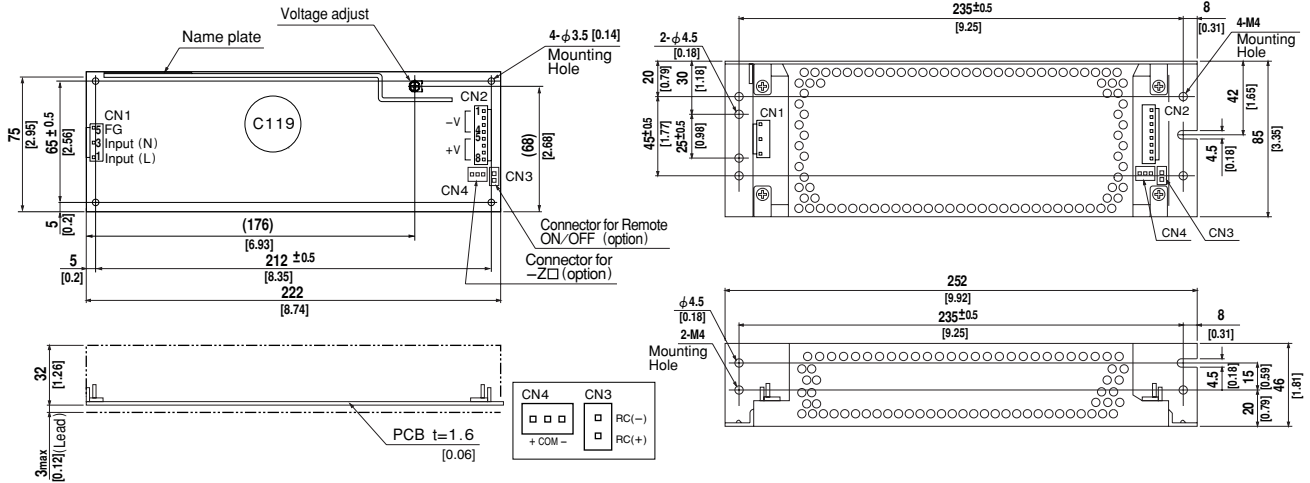 Voltage adjust
Name plate
4-φ3.5 [0.14]
Mounting
Hole
CN2
1
4
5
8
−V
+V
C119
CN1
5 FG
3 Input (N)
1 Input (L)
75
[2.95]
65 ±0.5
[2.56]
5
[0.2]
(68)
[2.68]
CN4
CN3
Connector for Remote
ON/OFF (option)
Connector for
−Z□ (option)
(176)
[6.93]
5
[0.2]
212 ±0.5
[8.35]
222
[8.74]
32
[1.26]
3max
[0.12](Lead)
PCB t=1.6
[0.06]
CN4
+ COM −
CN3
RC(−)
RC(+)
235±0.5
[9.25]
8
[0.31]
4-M4
Mounting
Hole
2-φ4.5
[0.18]
20
[0.79]
30
[1.18]
45±0.5
[1.77]
25±0.5
[0.98]
CN1
CN2
42
[1.65]
4.5
[0.18]
85
[3.35]
CN4
CN3
252
[9.92]
235±0.5
[9.25]
8
[0.31]
φ4.5
[0.18]
2-M4
Mounting
Hole
4.5
[0.18]
15
[0.59]
20
[0.79]
46
[1.81]